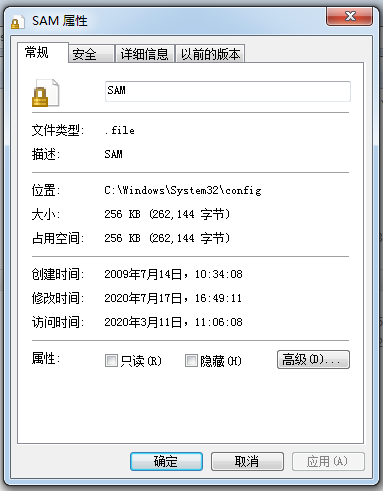 SAM 属性
常规 安全 详细信息 以前的版本
SAM
文件类型: .file
描述: SAM
位置: C:\Windows\System32\config
大小: 256 KB (262,144 字节)
占用空间: 256 KB (262,144 字节)
创建时间: 2009年7月14日，10:34:08
修改时间: 2020年7月17日，16:49:11
访问时间: 2020年3月11日，11:06:08
属性: 只读(R) 隐藏(H) 高级(D)...
确定 取消 应用(A)